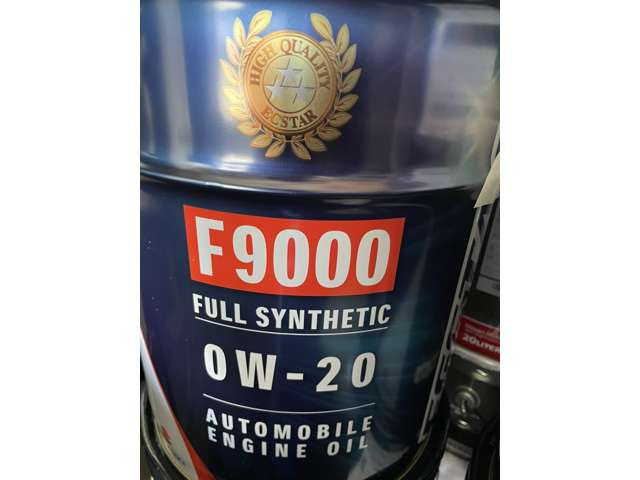 HIGH QUALITY
ECSTAR
F9000
FULL SYNTHETIC
0W-20
AUTOMOBILE
ENGINE OIL
20LITER